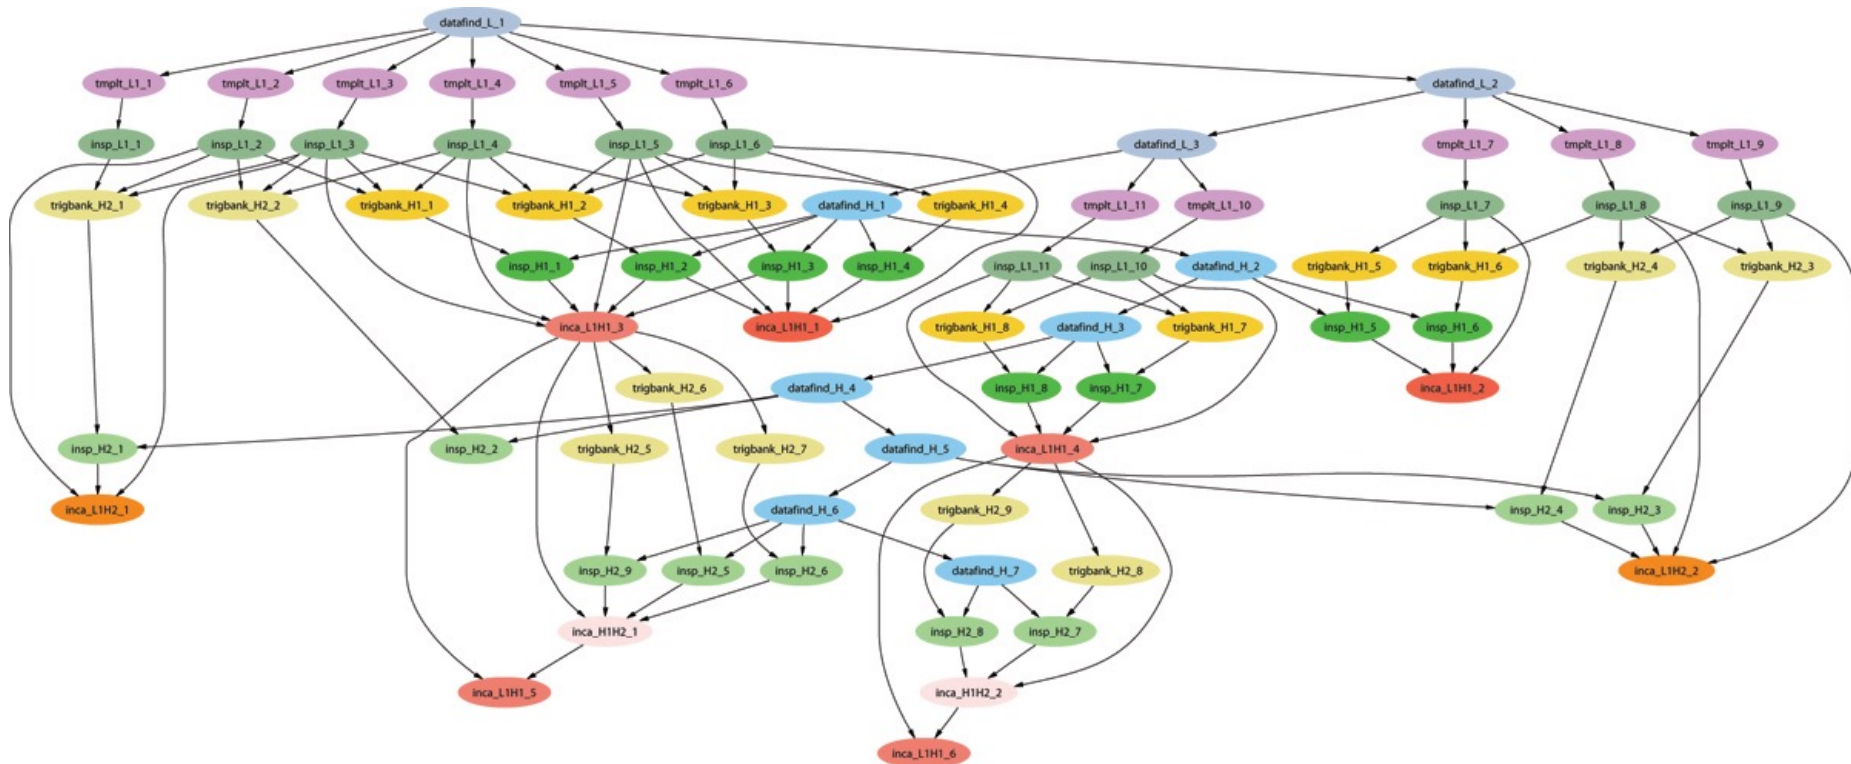 datafind_L_1
tmplt_L1_1 tmplt_L1_2 tmplt_L1_3 tmplt_L1_4 tmplt_L1_5 tmplt_L1_6 datafind_L_2
insp_L1_1 insp_L1_2 insp_L1_3 insp_L1_4 insp_L1_5 insp_L1_6 datafind_L_3 tmplt_L1_7 tmplt_L1_8 tmplt_L1_9
trigbank_H2_1 trigbank_H2_2 trigbank_H1_1 trigbank_H1_2 trigbank_H1_3 datafind_H_1 trigbank_H1_4 tmplt_L1_11 tmplt_L1_10 insp_L1_7 insp_L1_8 insp_L1_9
insp_H1_1 insp_H1_2 insp_H1_3 insp_H1_4 insp_L1_11 insp_L1_10 datafind_H_2 trigbank_H1_5 trigbank_H1_6 trigbank_H2_4 trigbank_H2_3
inca_L1H1_3 inca_L1H1_1 trigbank_H1_8 datafind_H_3 trigbank_H1_7 insp_H1_5 insp_H1_6
trigbank_H2_6 datafind_H_4 insp_H1_8 insp_H1_7 inca_L1H1_2
insp_H2_1 insp_H2_2 trigbank_H2_5 trigbank_H2_7 datafind_H_5 inca_L1H1_4
inca_L1H2_1 datafind_H_6 trigbank_H2_9 insp_H2_4 insp_H2_3
insp_H2_9 insp_H2_5 insp_H2_6 datafind_H_7 trigbank_H2_8 inca_L1H2_2
inca_H1H2_1 insp_H2_8 insp_H2_7
inca_L1H1_5 inca_H1H2_2
inca_L1H1_6